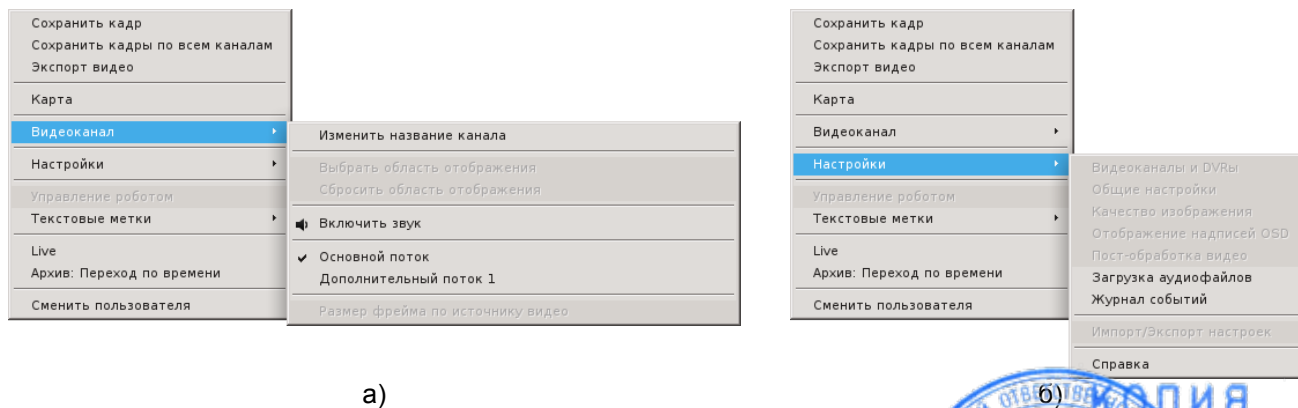 Сохранить кадр
Сохранить кадры по всем каналам
Экспорт видео
Карта
Видеоканал
Настройки
Управление роботом
Текстовые метки
Live
Архив: Переход по времени
Сменить пользователя
Изменить название канала
Выбрать область отображения
Сбросить область отображения
Включить звук
Основной поток
Дополнительный поток 1
Размер фрейма по источнику видео
а)
Сохранить кадр
Сохранить кадры по всем каналам
Экспорт видео
Карта
Видеоканал
Настройки
Управление роботом
Текстовые метки
Live
Архив: Переход по времени
Сменить пользователя
Видеоканалы и DVRы
Общие настройки
Качество изображения
Отображение надписей OSD
Пост-обработка видео
Загрузка аудиофайлов
Журнал событий
Импорт/Экспорт настроек
Справка
б)
КОПИЯ